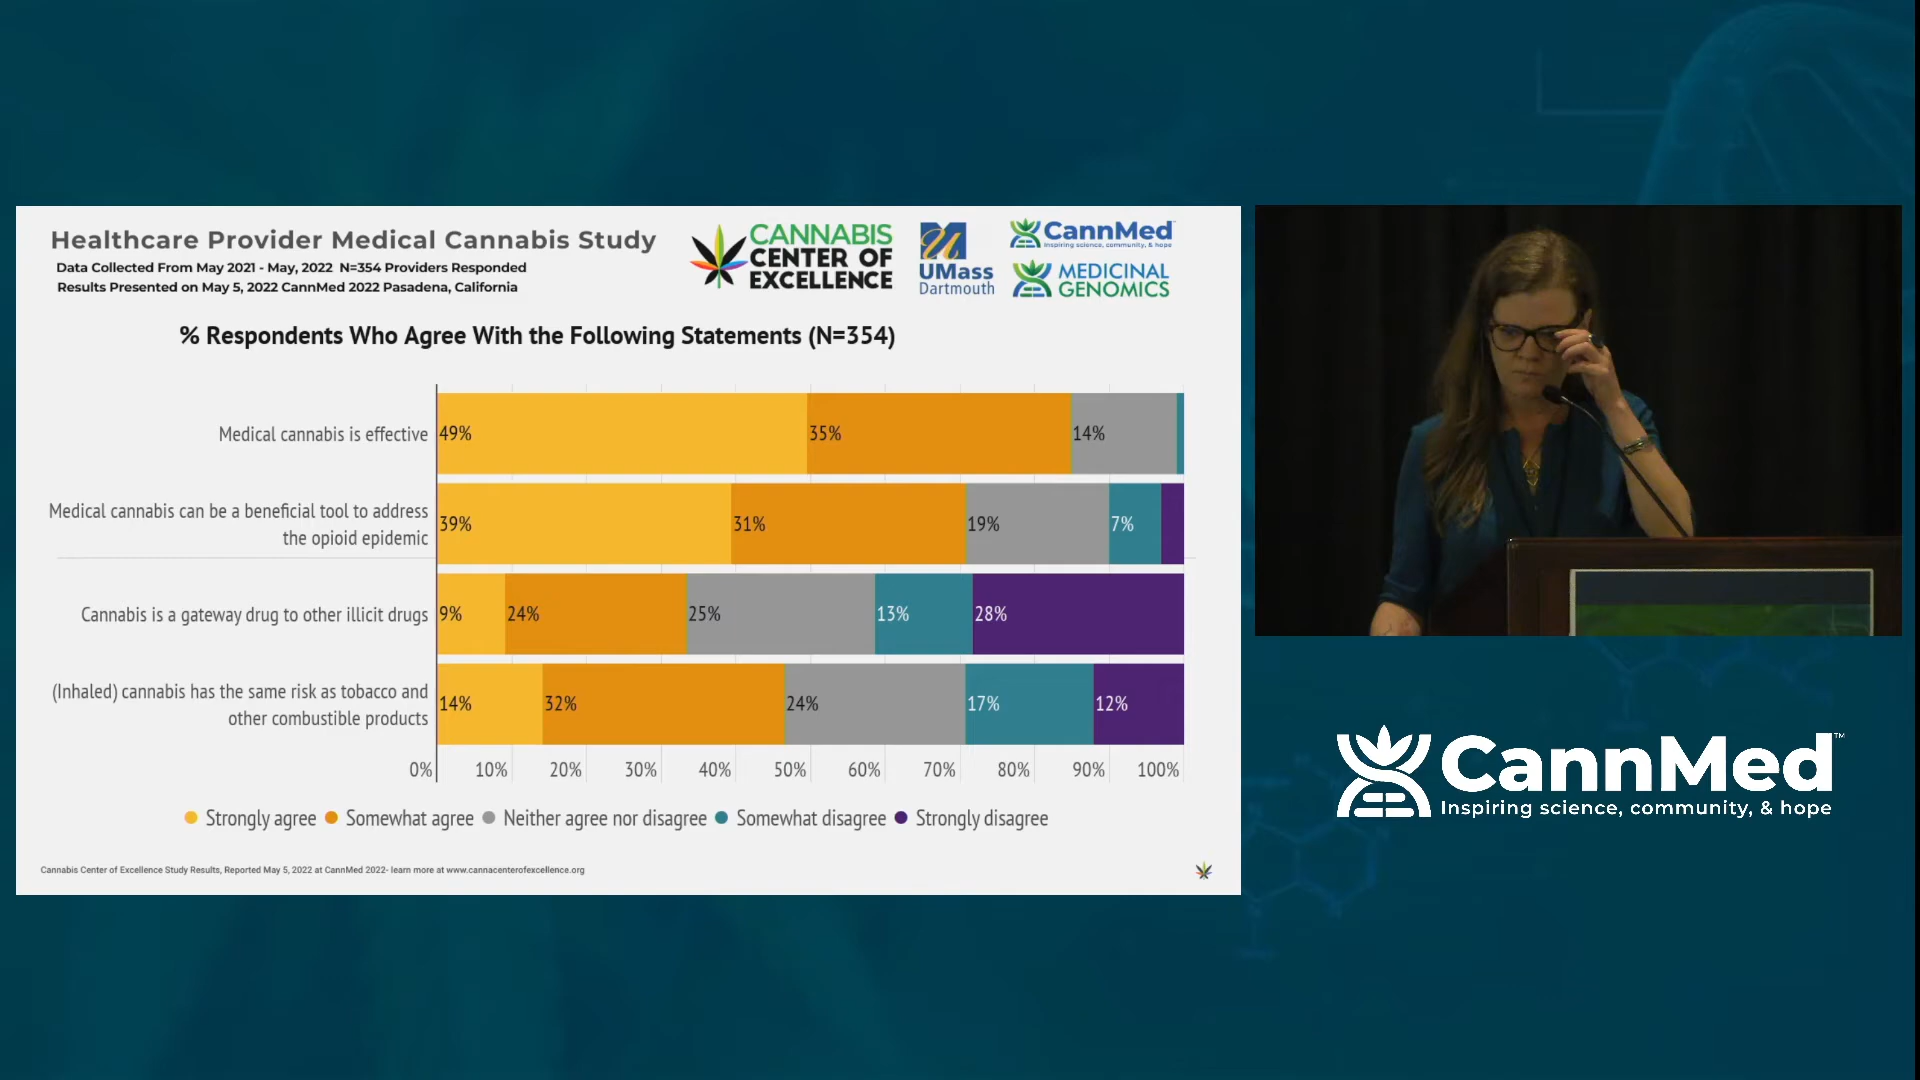 Healthcare Provider Medical Cannabis Study
Data Collected From May 2021 - May, 2022 N=354 Providers Responded
Results Presented on May 5, 2022 CannMed 2022 Pasadena, California
CANNABIS
CENTER OF
EXCELLENCE
UMass
Dartmouth
CannMed
Inspiring science, community, & hope
MEDICINAL
GENOMICS
% Respondents Who Agree With the Following Statements (N=354)
Medical cannabis is effective
49% 35% 14%
Medical cannabis can be a beneficial tool to address
the opioid epidemic
39% 31% 19% 7%
Cannabis is a gateway drug to other illicit drugs
9% 24% 25% 13% 28%
(Inhaled) cannabis has the same risk as tobacco and
other combustible products
14% 32% 24% 17% 12%
0% 10% 20% 30% 40% 50% 60% 70% 80% 90% 100%
Strongly agree Somewhat agree Neither agree nor disagree Somewhat disagree Strongly disagree
Cannabis Center of Excellence Study Results, Reported May 5, 2022 at CannMed 2022- learn more at www.cannacenterofexcellence.org
CannMed™
Inspiring science, community, & hope